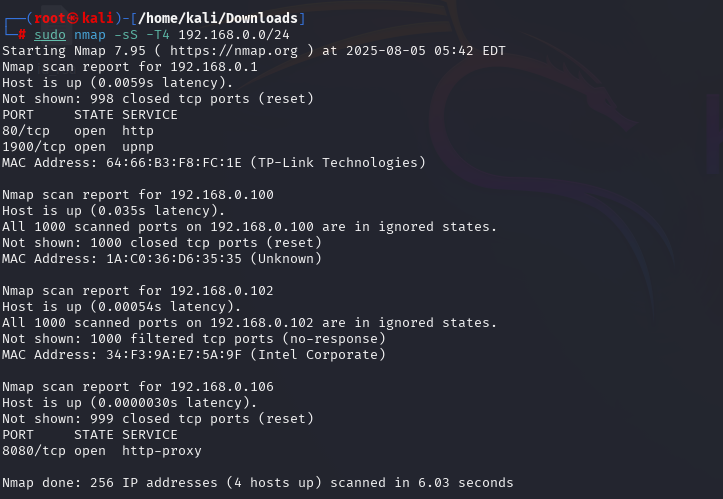 ┌──(root㉿kali)-[/home/kali/Downloads]
└─# sudo nmap -sS -T4 192.168.0.0/24
Starting Nmap 7.95 ( https://nmap.org ) at 2025-08-05 05:42 EDT
Nmap scan report for 192.168.0.1
Host is up (0.0059s latency).
Not shown: 998 closed tcp ports (reset)
PORT     STATE SERVICE
80/tcp   open  http
1900/tcp open  upnp
MAC Address: 64:66:B3:F8:FC:1E (TP-Link Technologies)

Nmap scan report for 192.168.0.100
Host is up (0.035s latency).
All 1000 scanned ports on 192.168.0.100 are in ignored states.
Not shown: 1000 closed tcp ports (reset)
MAC Address: 1A:C0:36:D6:35:35 (Unknown)

Nmap scan report for 192.168.0.102
Host is up (0.00054s latency).
All 1000 scanned ports on 192.168.0.102 are in ignored states.
Not shown: 1000 filtered tcp ports (no-response)
MAC Address: 34:F3:9A:E7:5A:9F (Intel Corporate)

Nmap scan report for 192.168.0.106
Host is up (0.0000030s latency).
Not shown: 999 closed tcp ports (reset)
PORT     STATE SERVICE
8080/tcp open  http-proxy

Nmap done: 256 IP addresses (4 hosts up) scanned in 6.03 seconds